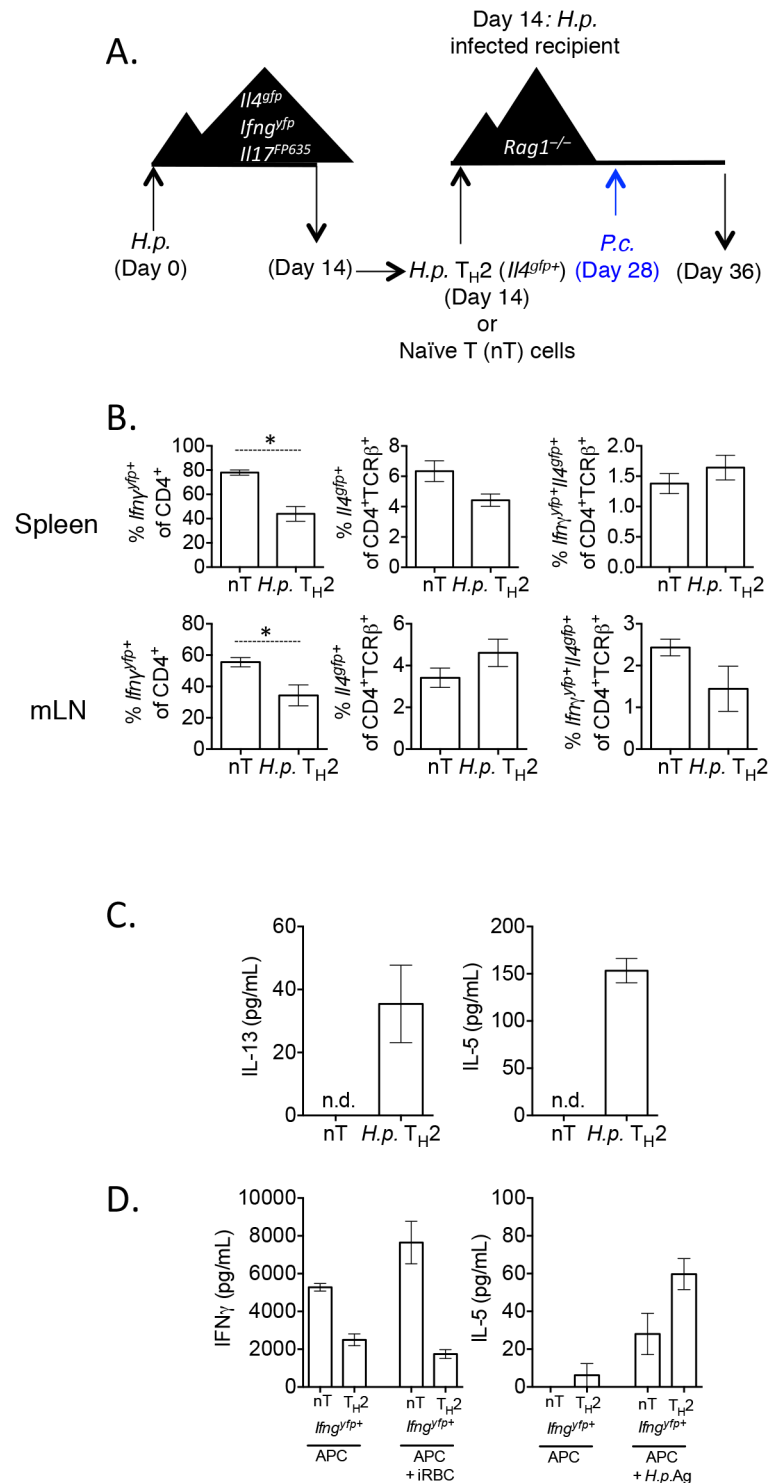 A.
Day 14: H.p.
infected recipient
Il4gfp
Ifngyfp
Il17FP635
Rag1–/–
H.p.
(Day 0)
(Day 14)
H.p. TH2 (Il4gfp+)
(Day 14)
or
Naïve T (nT) cells
P.c.
(Day 28)
(Day 36)
B.
Spleen
% Ifnγyfp+
of CD4+
100
80
60
40
20
0
*
nT H.p. TH2
% Il4gfp+
of CD4+TCRβ+
8
6
4
2
0
nT H.p. TH2
% Ifnγyfp+Il4gfp+
of CD4+TCRβ+
2.0
1.5
1.0
0.5
0.0
nT H.p. TH2
mLN
% Ifnγyfp+
of CD4+
80
60
40
20
0
*
nT H.p. TH2
% Il4gfp+
of CD4+TCRβ+
6
4
2
0
nT H.p. TH2
% Ifnγyfp+Il4gfp+
of CD4+TCRβ+
3
2
1
0
nT H.p. TH2
C.
IL-13 (pg/mL)
60
40
20
0
n.d.
nT H.p. TH2
IL-5 (pg/mL)
200
150
100
50
0
n.d.
nT H.p. TH2
D.
IFNγ (pg/mL)
10000
8000
6000
4000
2000
0
nT TH2 nT TH2
Ifngyfp+ Ifngyfp+
APC APC
+ iRBC
IL-5 (pg/mL)
100
80
60
40
20
0
nT TH2 nT TH2
Ifngyfp+ Ifngyfp+
APC APC
+ H.p.Ag